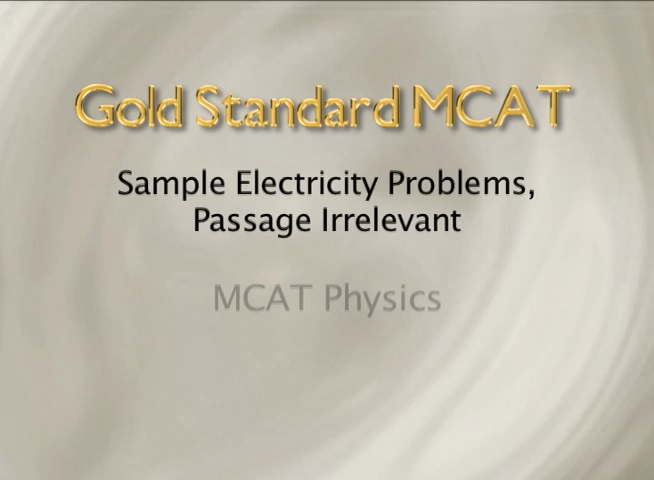 Gold Standard MCAT
Sample Electricity Problems,
Passage Irrelevant
MCAT Physics